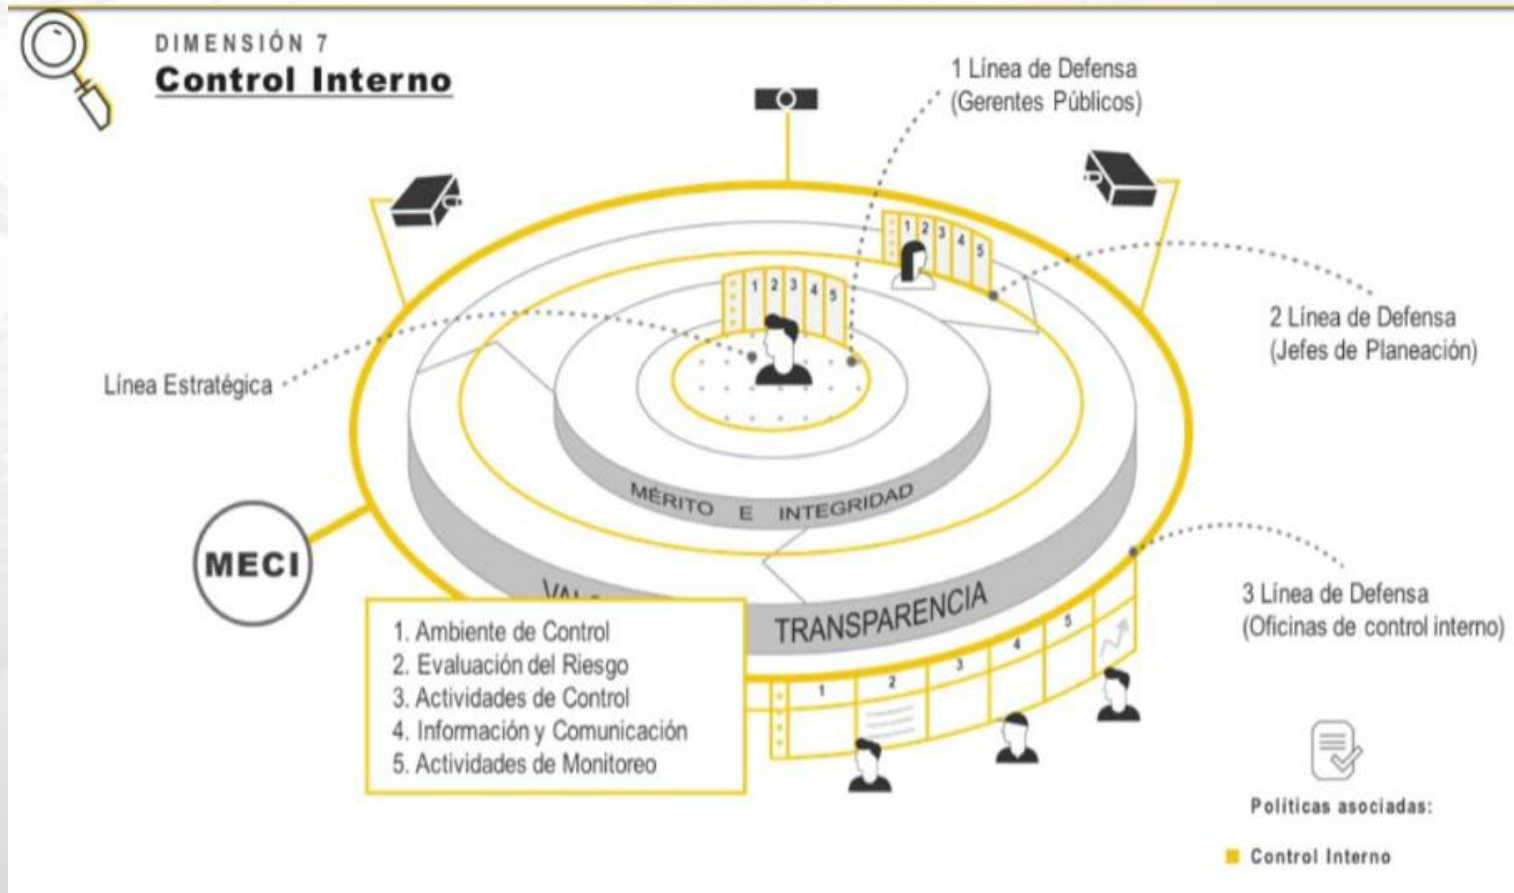 DIMENSIÓN 7
Control Interno
1 Línea de Defensa
(Gerentes Públicos)
1 2 3 4 5
1 2 3 4 5
2 Línea de Defensa
(Jefes de Planeación)
Línea Estratégica
MÉRITO E INTEGRIDAD
MECI
TRANSPARENCIA
3 Línea de Defensa
(Oficinas de control interno)
1. Ambiente de Control
2. Evaluación del Riesgo
3. Actividades de Control
4. Información y Comunicación
5. Actividades de Monitoreo
1 2 3 4 5
Políticas asociadas:
Control Interno